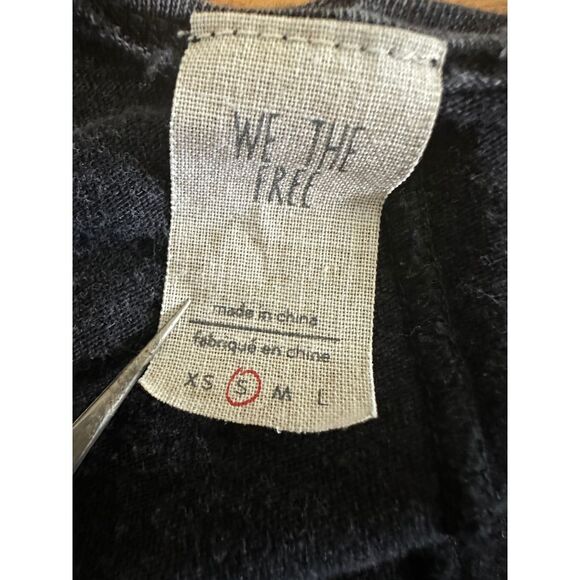 WE THE
FREE
made in china
fabriqué en chine
XS S M L